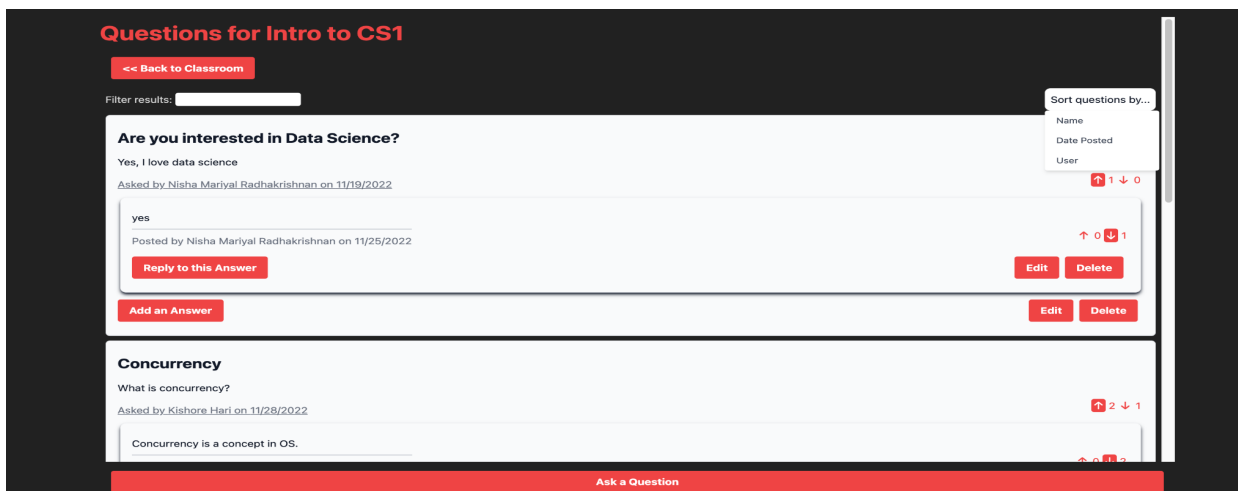 Questions for Intro to CS1
<< Back to Classroom
Filter results:
Sort questions by...
Name
Date Posted
User
Are you interested in Data Science?
Yes, I love data science
Asked by Nisha Mariyal Radhakrishnan on 11/19/2022
↑ 1 ↓ 0
yes
Posted by Nisha Mariyal Radhakrishnan on 11/25/2022
↑ 0 ↓ 1
Reply to this Answer
Edit Delete
Add an Answer
Edit Delete
Concurrency
What is concurrency?
Asked by Kishore Hari on 11/28/2022
↑ 2 ↓ 1
Concurrency is a concept in OS.
Ask a Question